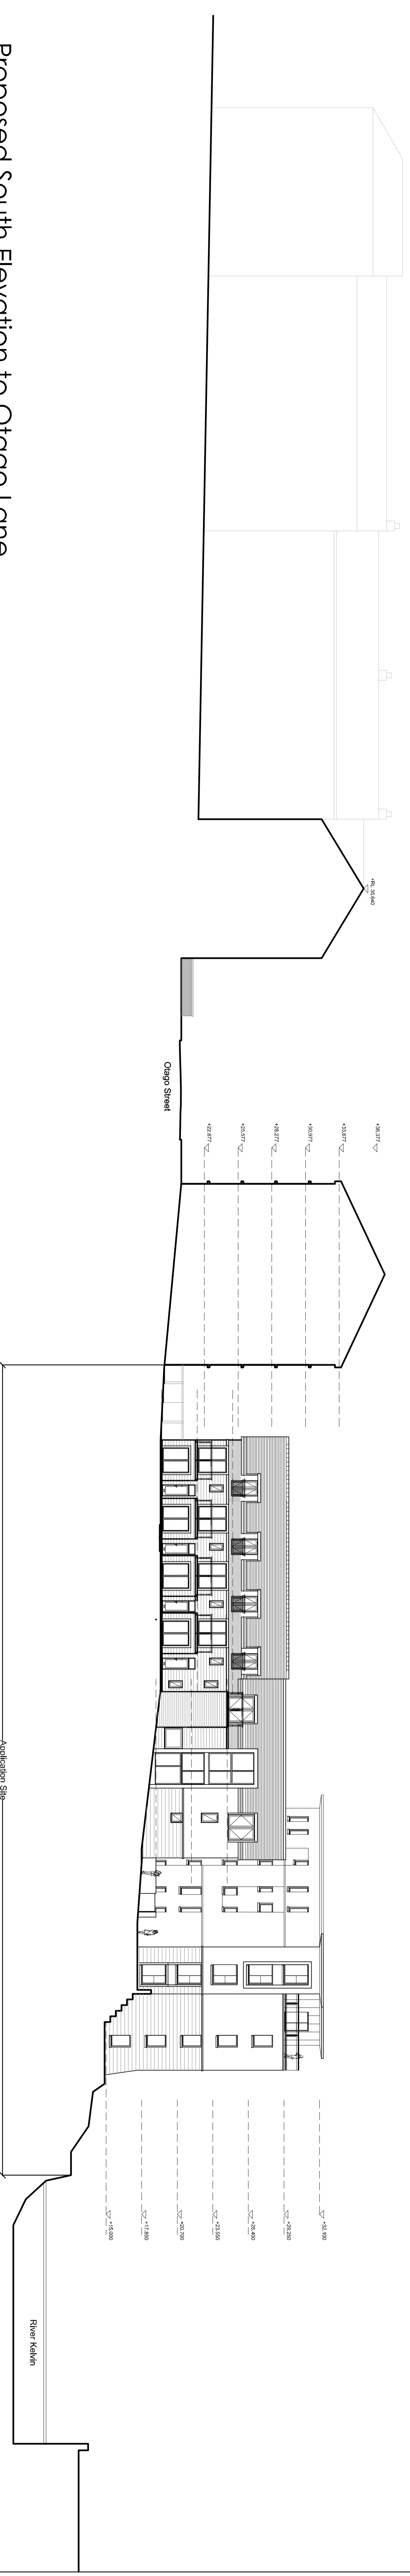 Proposed South Elevation to Otago Lane
+RL 35.640
Otago Street
+36.377
+33.677
+30.977
+28.277
+25.577
+22.877
Application Site
+32.190
+29.250
+26.400
+23.550
+20.700
+17.850
+15.000
River Kelvin